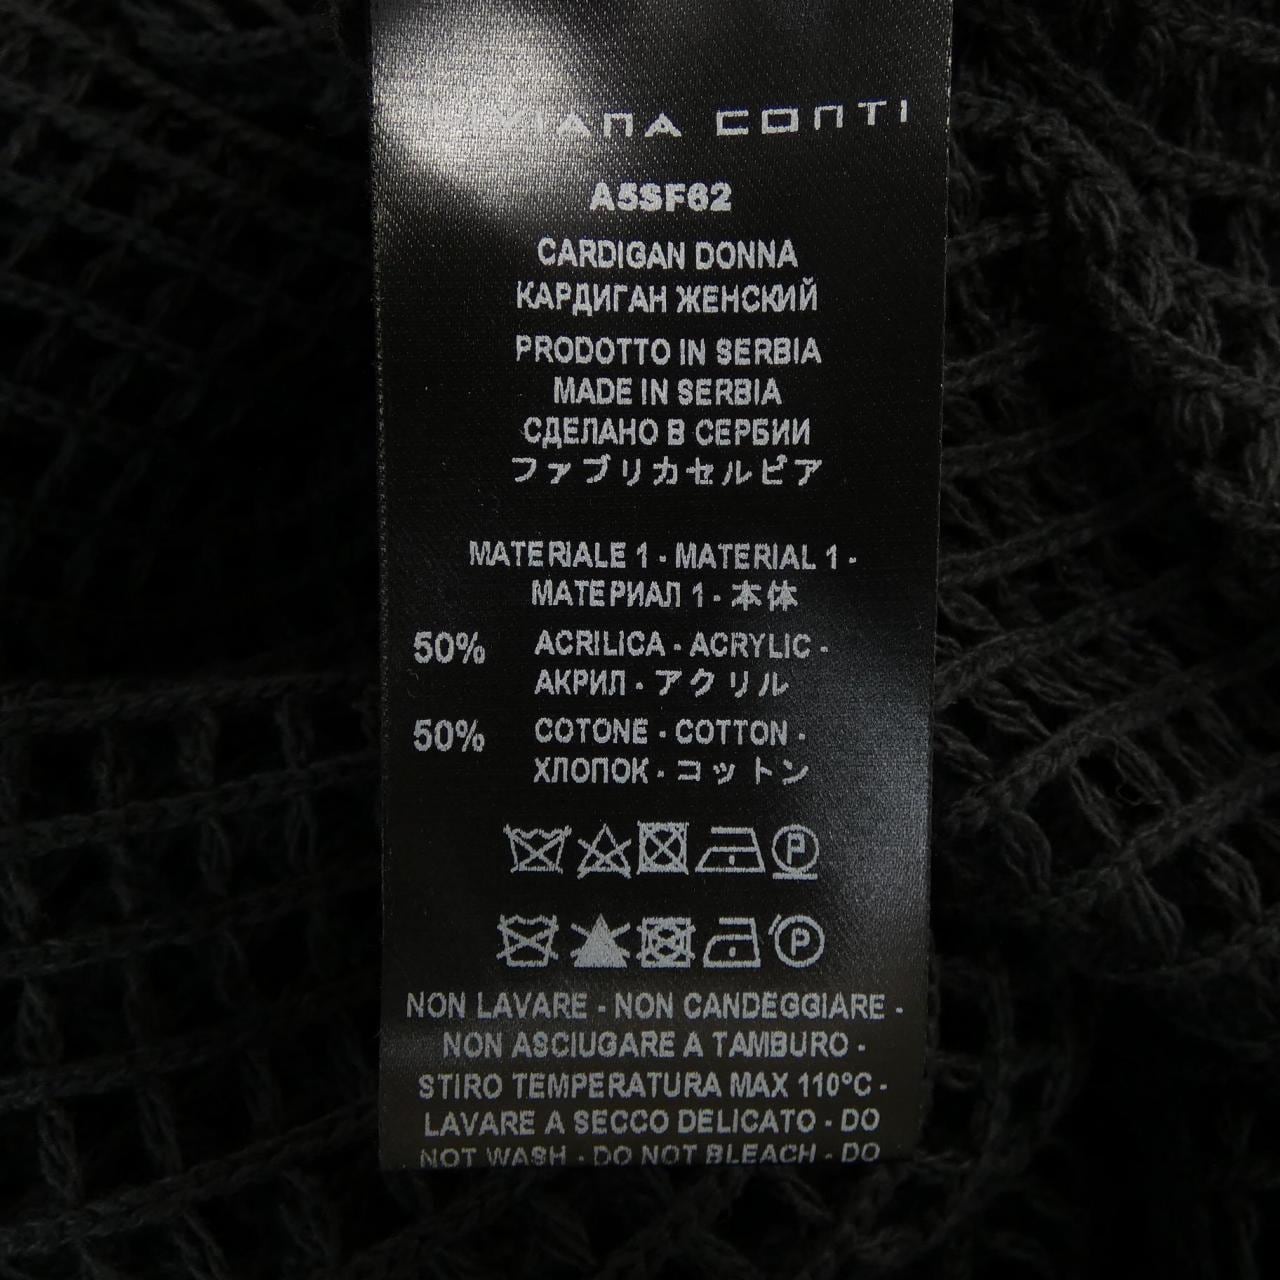 VIANA CONTI
A5SF62
CARDIGAN DONNA
КАРДИГАН ЖЕНСКИЙ
PRODOTTO IN SERBIA
MADE IN SERBIA
СДЕЛАНО В СЕРБИИ
ファブリカセルビア
MATERIALE 1 - MATERIAL 1 -
МАТЕРИАЛ 1 - 本体
50% ACRILICA - ACRYLIC -
АКРИЛ - アクリル
50% COTONE - COTTON -
ХЛОПОК - コットン
P
P
NON LAVARE - NON CANDEGGIARE -
NON ASCIUGARE A TAMBURO -
STIRO TEMPERATURA MAX 110°C -
LAVARE A SECCO DELICATO - DO
NOT WASH - DO NOT BLEACH - DO